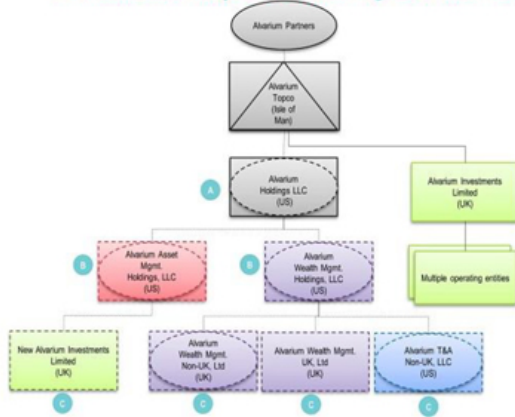 Alvarium Partners
Alvarium
Topco
(Isle of
Man)
A
Alvarium
Holdings LLC
(US)
Alvarium Investments
Limited
(UK)
B
Alvarium Asset
Mgmt.
Holdings, LLC
(US)
B
Alvarium
Wealth Mgmt.
Holdings, LLC
(US)
Multiple operating entities
New Alvarium Investments
Limited
(UK)
Alvarium
Wealth Mgmt.
Non-UK, Ltd
(UK)
Alvarium Wealth Mgmt.
UK, Ltd
(UK)
Alvarium T&A
Non-UK, LLC
(US)
C
C
C
C